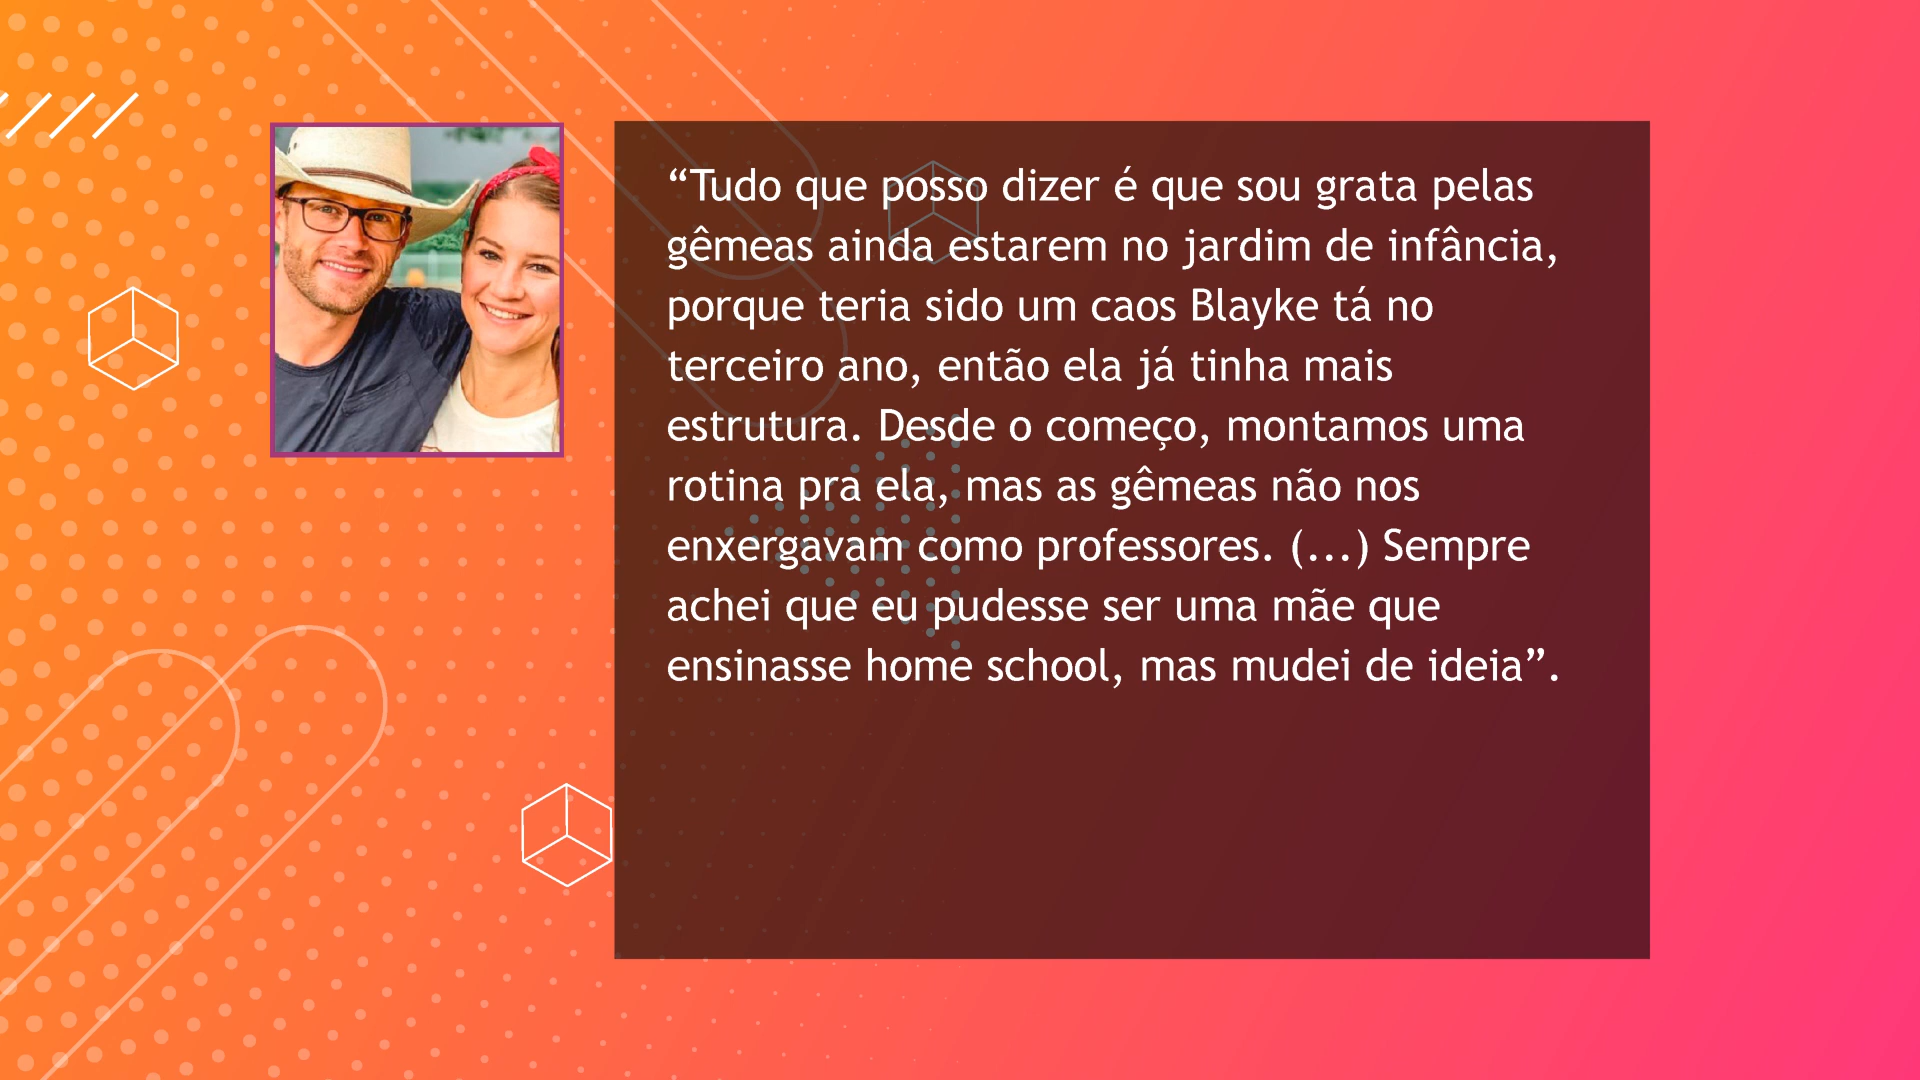 “Tudo que posso dizer é que sou grata pelas
gêmeas ainda estarem no jardim de infância,
porque teria sido um caos Blayke tá no
terceiro ano, então ela já tinha mais
estrutura. Desde o começo, montamos uma
rotina pra ela, mas as gêmeas não nos
enxergavam como professores. (...) Sempre
achei que eu pudesse ser uma mãe que
ensinasse home school, mas mudei de ideia”.